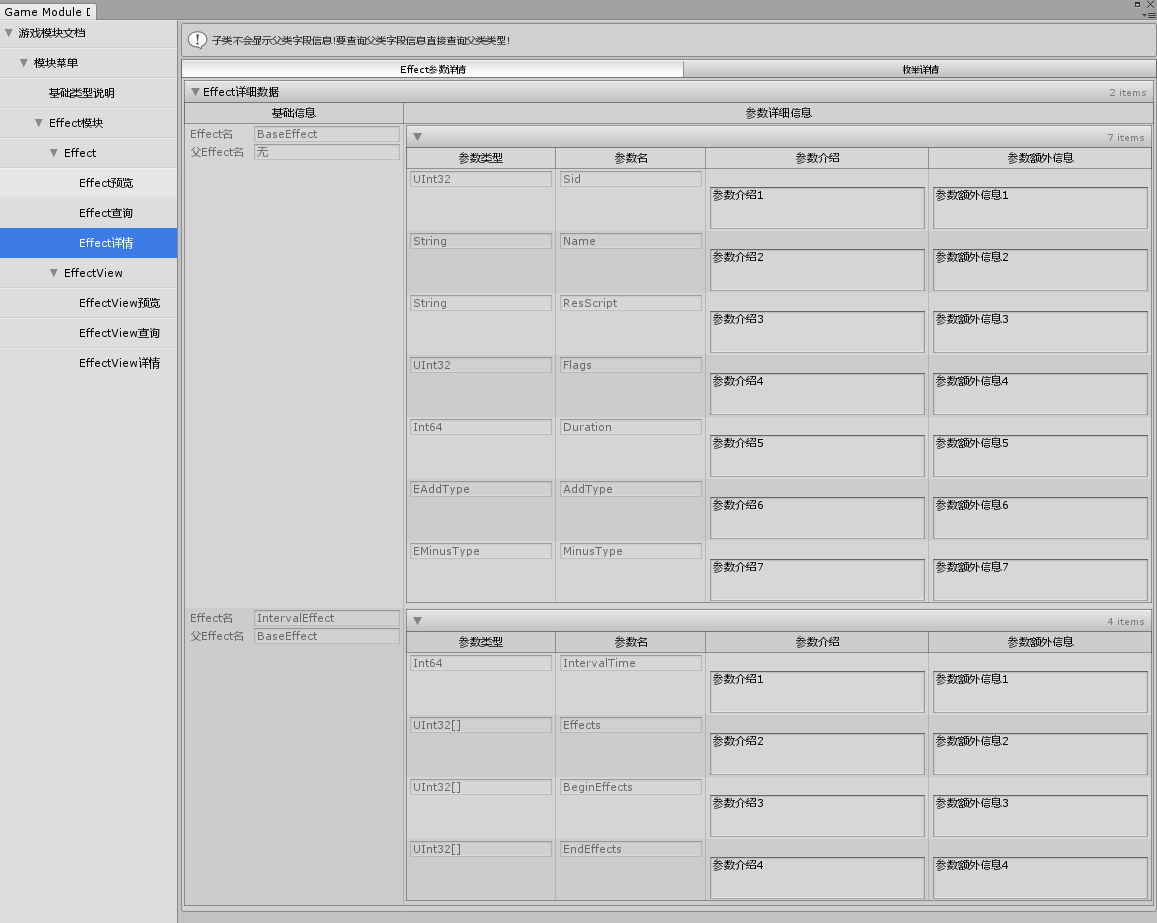 Game Module D
游戏模块文档
模块菜单
基础类型说明
Effect模块
Effect
Effect预览
Effect查询
Effect详情
EffectView
EffectView预览
EffectView查询
EffectView详情
子类不会显示父类字段信息!要查询父类字段信息直接查询父类类型!
Effect参数详情 枚举详情
Effect详细数据 2 items
基础信息 参数详细信息
Effect名 BaseEffect
父Effect名 无
7 items
参数类型 参数名 参数介绍 参数额外信息
UInt32 Sid 参数介绍1 参数额外信息1
String Name 参数介绍2 参数额外信息2
String ResScript 参数介绍3 参数额外信息3
UInt32 Flags 参数介绍4 参数额外信息4
Int64 Duration 参数介绍5 参数额外信息5
EAddType AddType 参数介绍6 参数额外信息6
EMinusType MinusType 参数介绍7 参数额外信息7
Effect名 IntervalEffect
父Effect名 BaseEffect
4 items
参数类型 参数名 参数介绍 参数额外信息
Int64 IntervalTime 参数介绍1 参数额外信息1
UInt32[] Effects 参数介绍2 参数额外信息2
UInt32[] BeginEffects 参数介绍3 参数额外信息3
UInt32[] EndEffects 参数介绍4 参数额外信息4